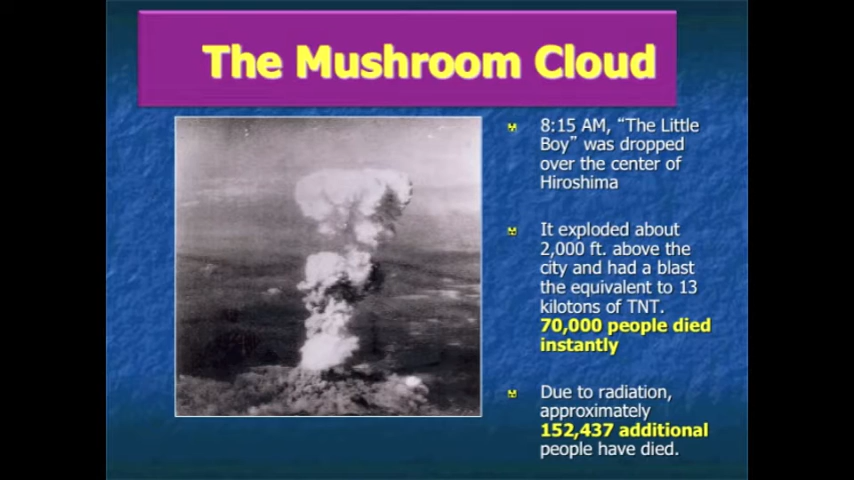 The Mushroom Cloud
8:15 AM, “The Little
Boy” was dropped
over the center of
Hiroshima
It exploded about
2,000 ft. above the
city and had a blast
the equivalent to 13
kilotons of TNT.
70,000 people died
instantly
Due to radiation,
approximately
152,437 additional
people have died.